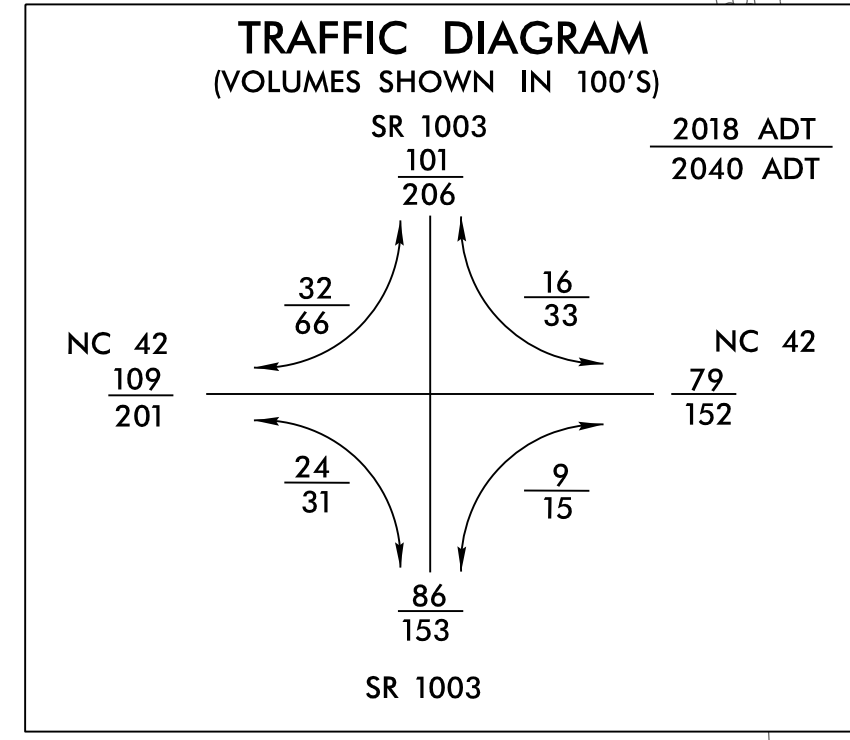 TRAFFIC DIAGRAM
(VOLUMES SHOWN IN 100'S)
SR 1003
101
206
2018 ADT
2040 ADT
32
66
16
33
NC 42
109
201
NC 42
79
152
24
31
9
15
86
153
SR 1003